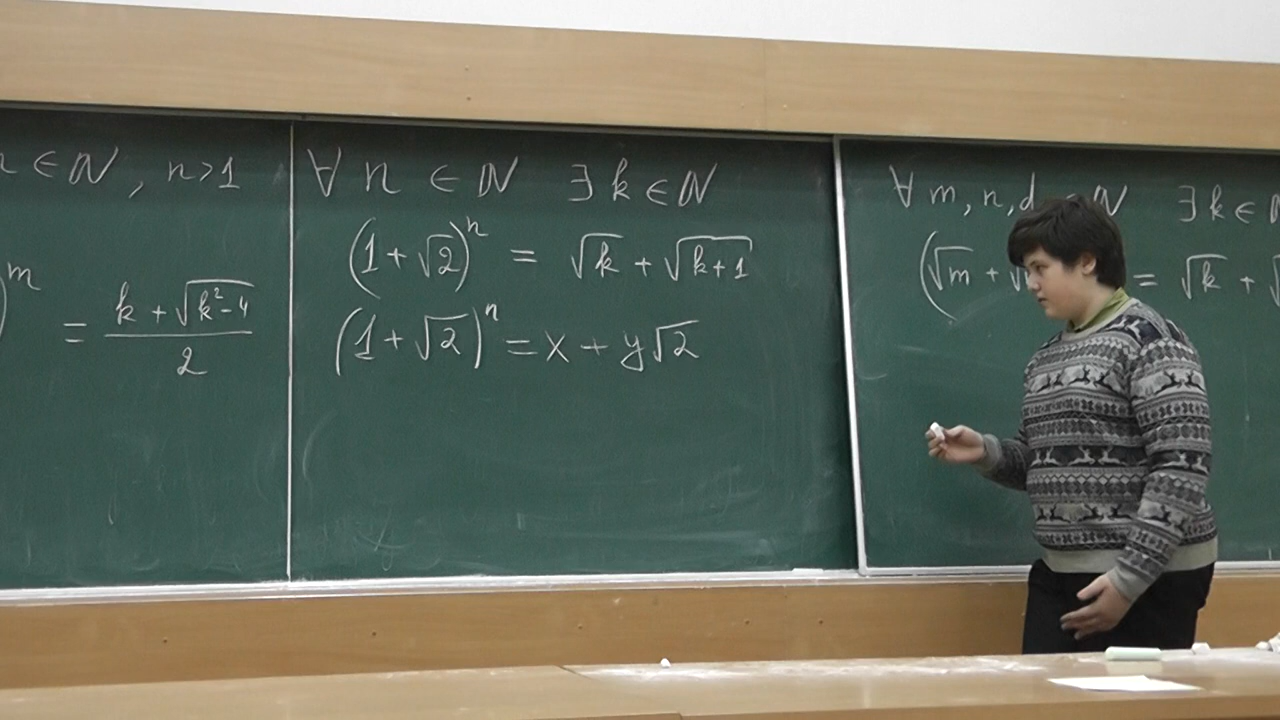 ∈ ℕ, n>1
)^m = (k + √(k²-4))/2
∀ n ∈ ℕ ∃ k ∈ ℕ
(1+√2)^n = √k + √(k+1)
(1+√2)^n = x + y√2
∀ m, n, d ℕ ∃ k ∈
(√m + √ = √k + √